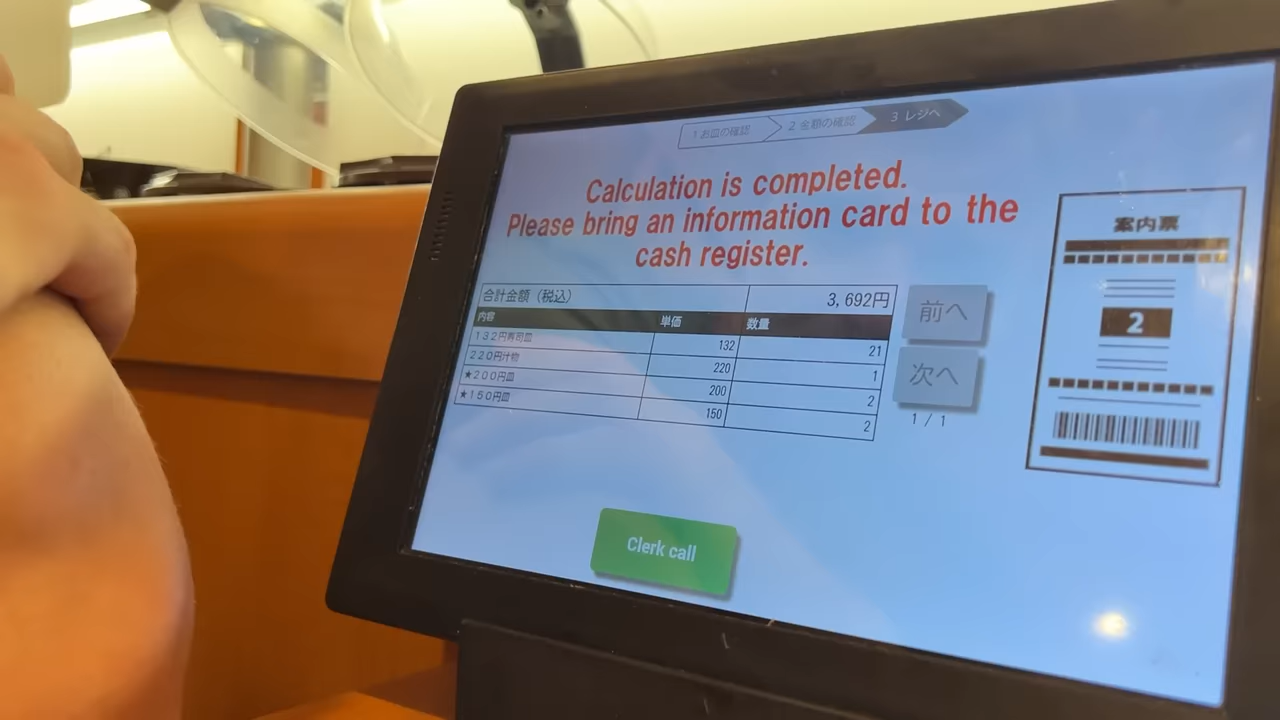 1 お皿の確認 2 金額の確認 3 レジへ
Calculation is completed.
Please bring an information card to the
cash register.
合計金額（税込） 3,692円
内容 単価 数量
132円寿司皿 132 21
220円汁物 220 1
★200円皿 200 2
★150円皿 150 2
前へ
次へ
1 / 1
Clerk call
案内票
2